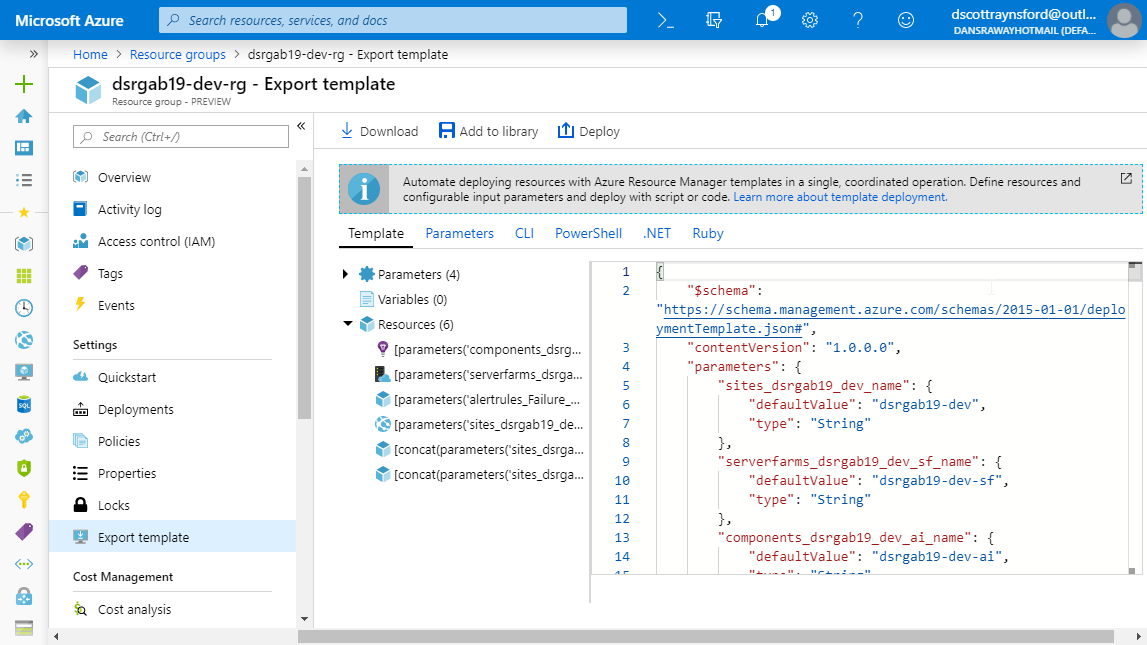 Microsoft Azure
Search resources, services, and docs
1
dscottraynsford@outl...
DANSRAWAYHOTMAIL (DEFA...
Home > Resource groups > dsrgab19-dev-rg - Export template
dsrgab19-dev-rg - Export template
Resource group - PREVIEW
Search (Ctrl+/)
Overview
Activity log
Access control (IAM)
Tags
Events
Settings
Quickstart
Deployments
Policies
Properties
Locks
Export template
Cost Management
Cost analysis
Download
Add to library
Deploy
Automate deploying resources with Azure Resource Manager templates in a single, coordinated operation. Define resources and
configurable input parameters and deploy with script or code. Learn more about template deployment.
Template Parameters CLI PowerShell .NET Ruby
Parameters (4)
Variables (0)
Resources (6)
[parameters('components_dsrg...
[parameters('serverfarms_dsrga...
[parameters('alertrules_Failure_...
[parameters('sites_dsrgab19_de...
[concat(parameters('sites_dsrga...
[concat(parameters('sites_dsrga...
1 {
2 "$schema":
"https://schema.management.azure.com/schemas/2015-01-01/deplo
ymentTemplate.json#",
3 "contentVersion": "1.0.0.0",
4 "parameters": {
5 "sites_dsrgab19_dev_name": {
6 "defaultValue": "dsrgab19-dev",
7 "type": "String"
8 },
9 "serverfarms_dsrgab19_dev_sf_name": {
10 "defaultValue": "dsrgab19-dev-sf",
11 "type": "String"
12 },
13 "components_dsrgab19_dev_ai_name": {
14 "defaultValue": "dsrgab19-dev-ai",
15 "type": "String"